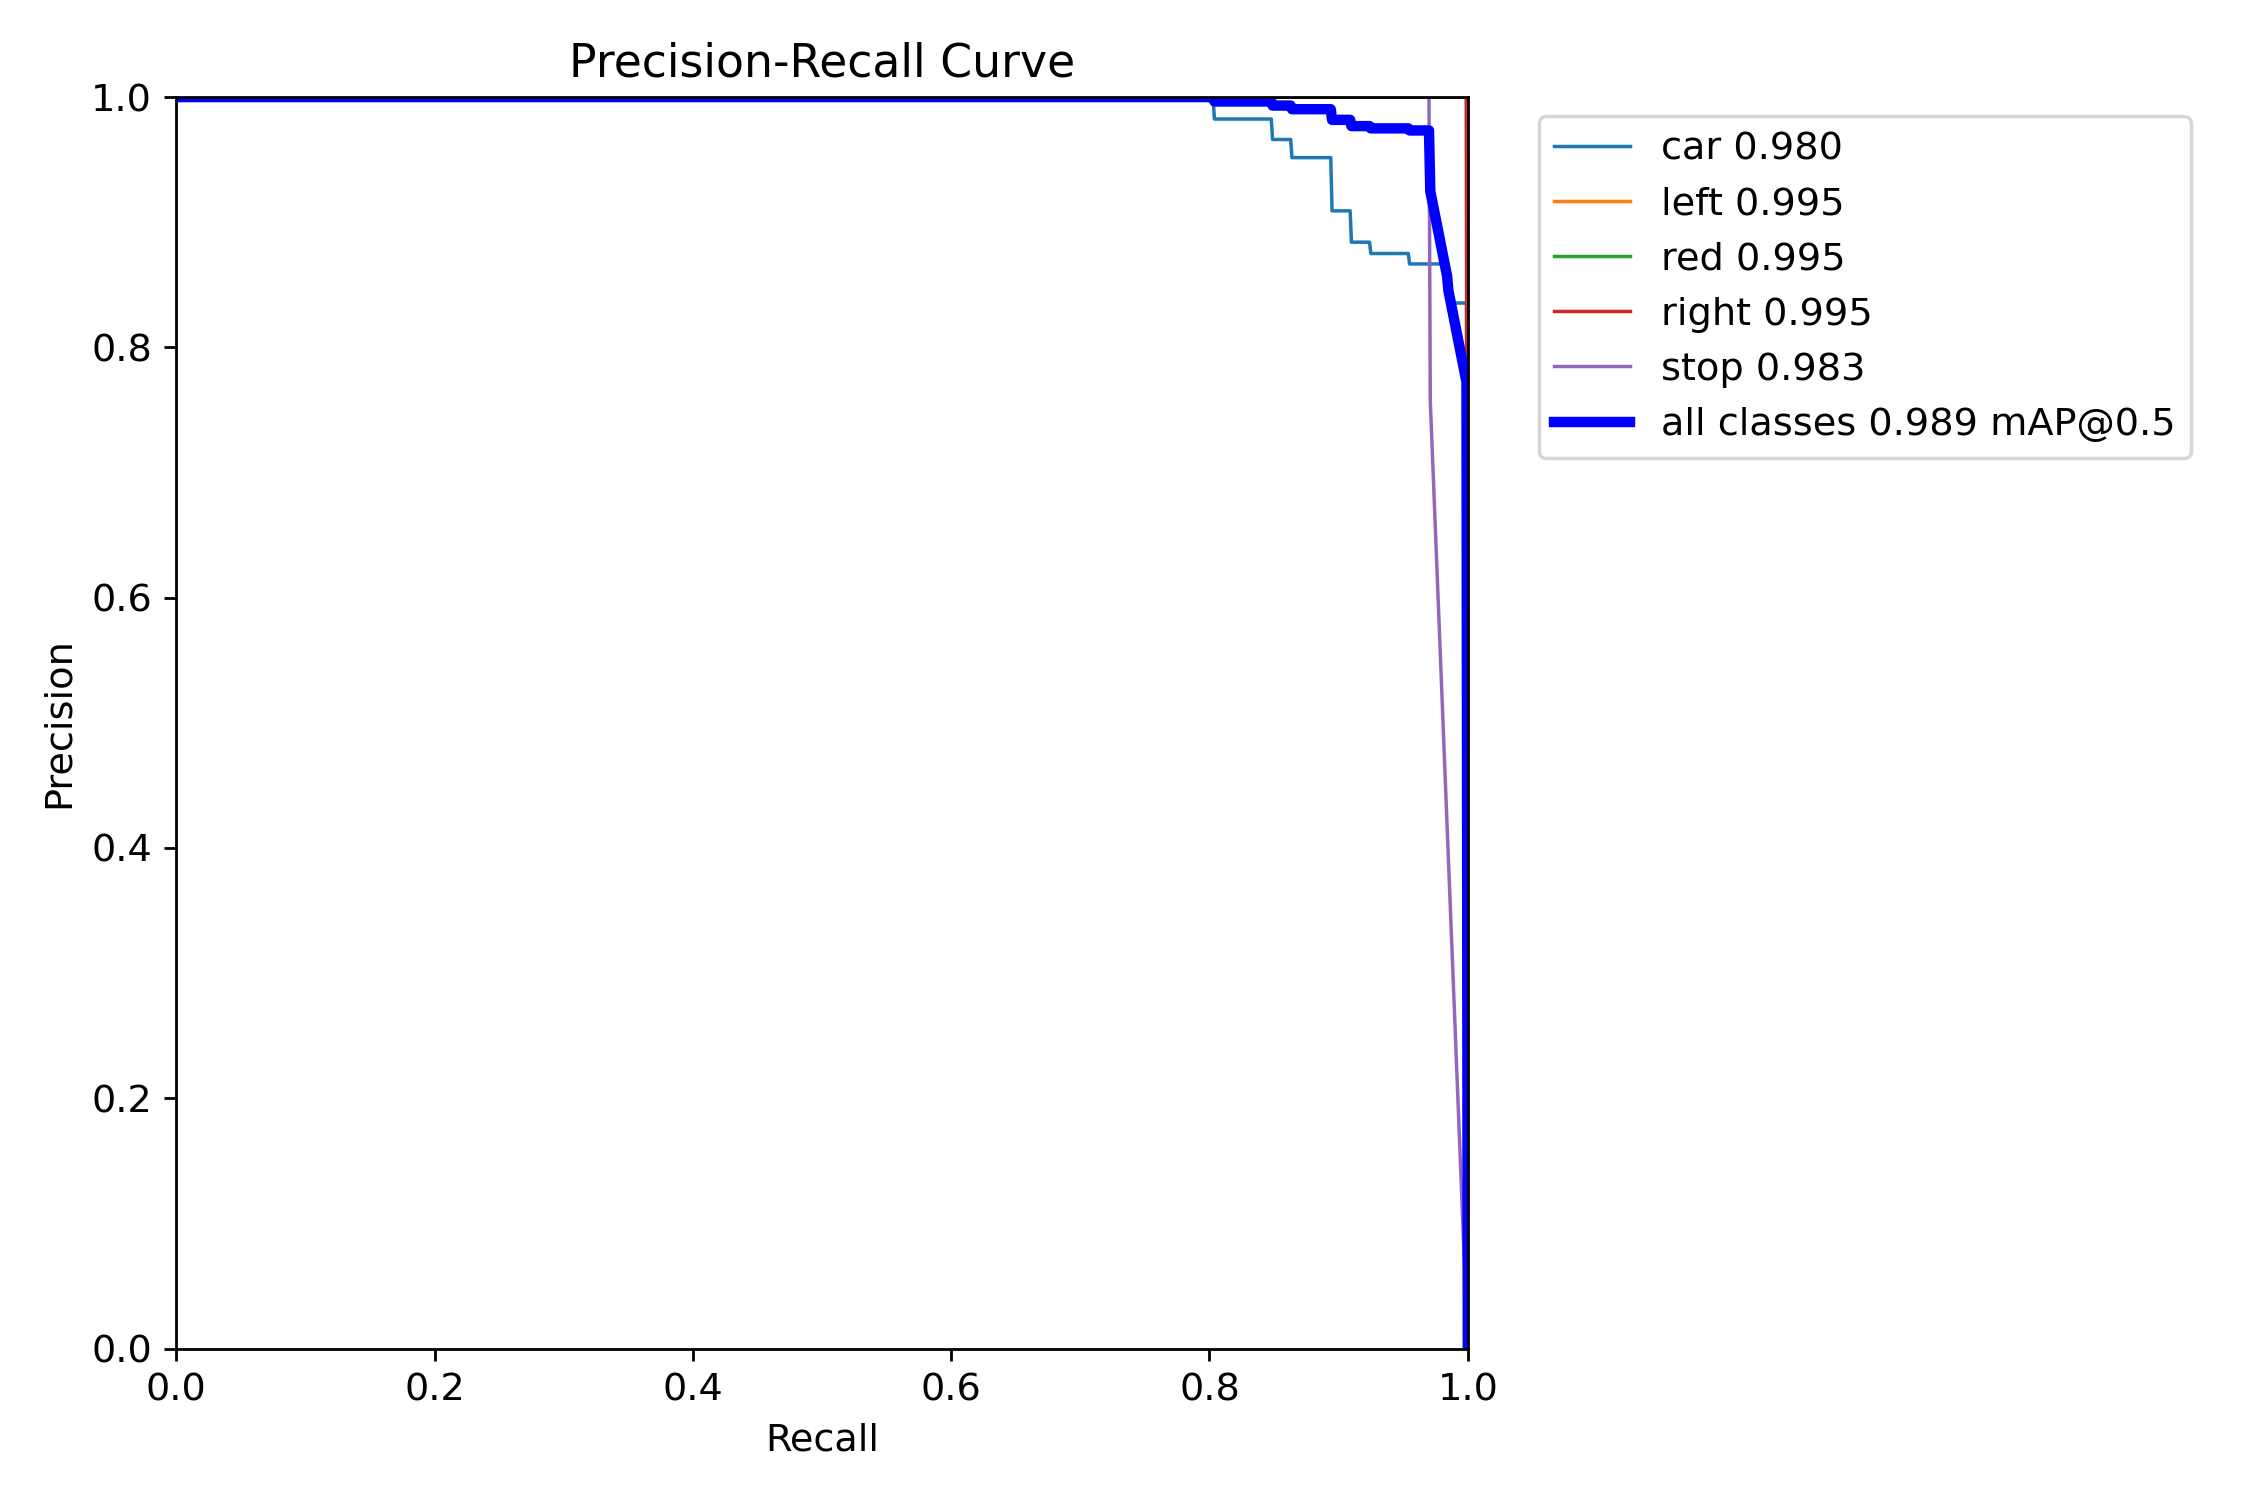 Precision-Recall Curve
1.0
0.8
0.6
0.4
0.2
0.0
Precision
0.0 0.2 0.4 0.6 0.8 1.0
Recall
car 0.980
left 0.995
red 0.995
right 0.995
stop 0.983
all classes 0.989 mAP@0.5